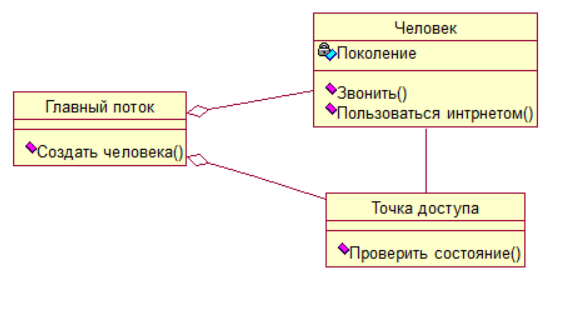 Человек
Поколение
Звонить()
Пользоваться интрнетом()
Главный поток
Создать человека()
Точка доступа
Проверить состояние()